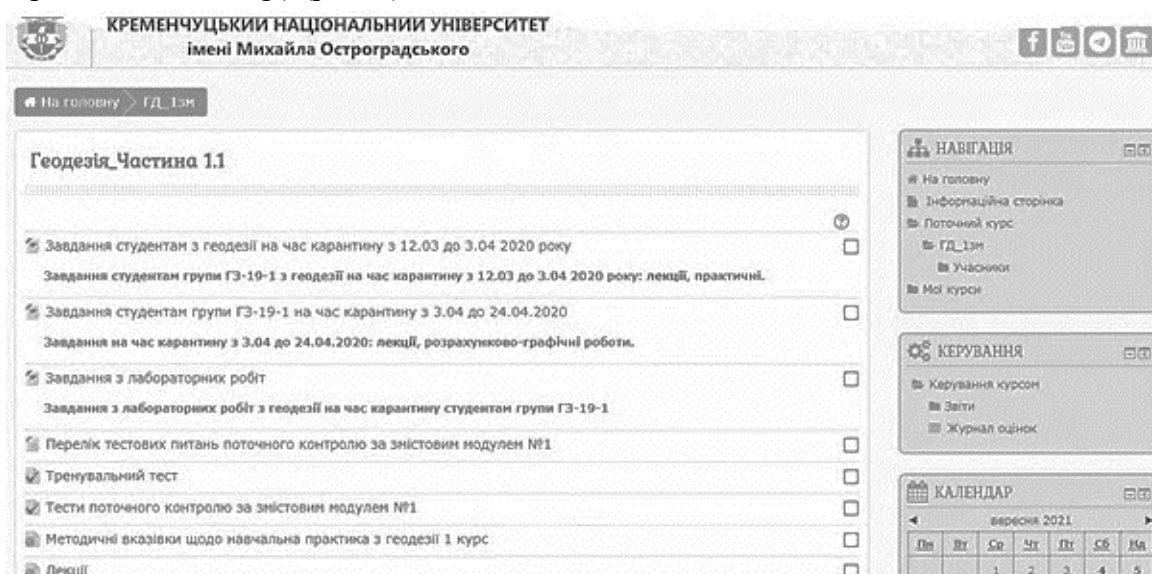 КРЕМЕНЧУЦЬКИЙ НАЦІОНАЛЬНИЙ УНІВЕРСИТЕТ
імені Михайла Остроградського
На головну
ГД_1зм
Геодезія_Частина 1.1
Завдання студентам з геодезії на час карантину з 12.03 до 3.04 2020 року
Завдання студентам групи ГЗ-19-1 з геодезії на час карантину з 12.03 до 3.04 2020 року: лекції, практичні.
Завдання студентам групи ГЗ-19-1 на час карантину з 3.04 до 24.04.2020
Завдання на час карантину з 3.04 до 24.04.2020: лекції, розрахунково-графічні роботи.
Завдання з лабораторних робіт
Завдання з лабораторних робіт з геодезії на час карантину студентам групи ГЗ-19-1
Перелік тестових питань поточного контролю за змістовим модулем №1
Тренувальний тест
Тести поточного контролю за змістовим модулем №1
Методичні вказівки щодо навчальна практика з геодезії 1 курс
Лекції
НАВІГАЦІЯ
На головну
Інформаційна сторінка
Поточний курс
ГД_1зм
Учасники
Мої курси
КЕРУВАННЯ
Керування курсом
Звіти
Журнал оцінок
КАЛЕНДАР
вересня 2021
Пн Вт Ср Чт Пт Сб Нд
1 2 3 4 5